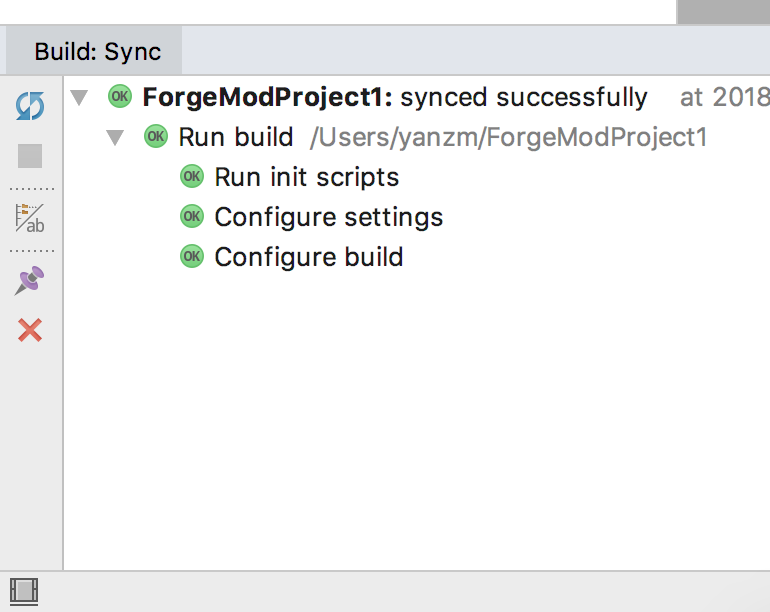 Build: Sync
OK ForgeModProject1: synced successfully at 2018
OK Run build /Users/yanzm/ForgeModProject1
OK Run init scripts
ab
OK Configure settings
OK Configure build